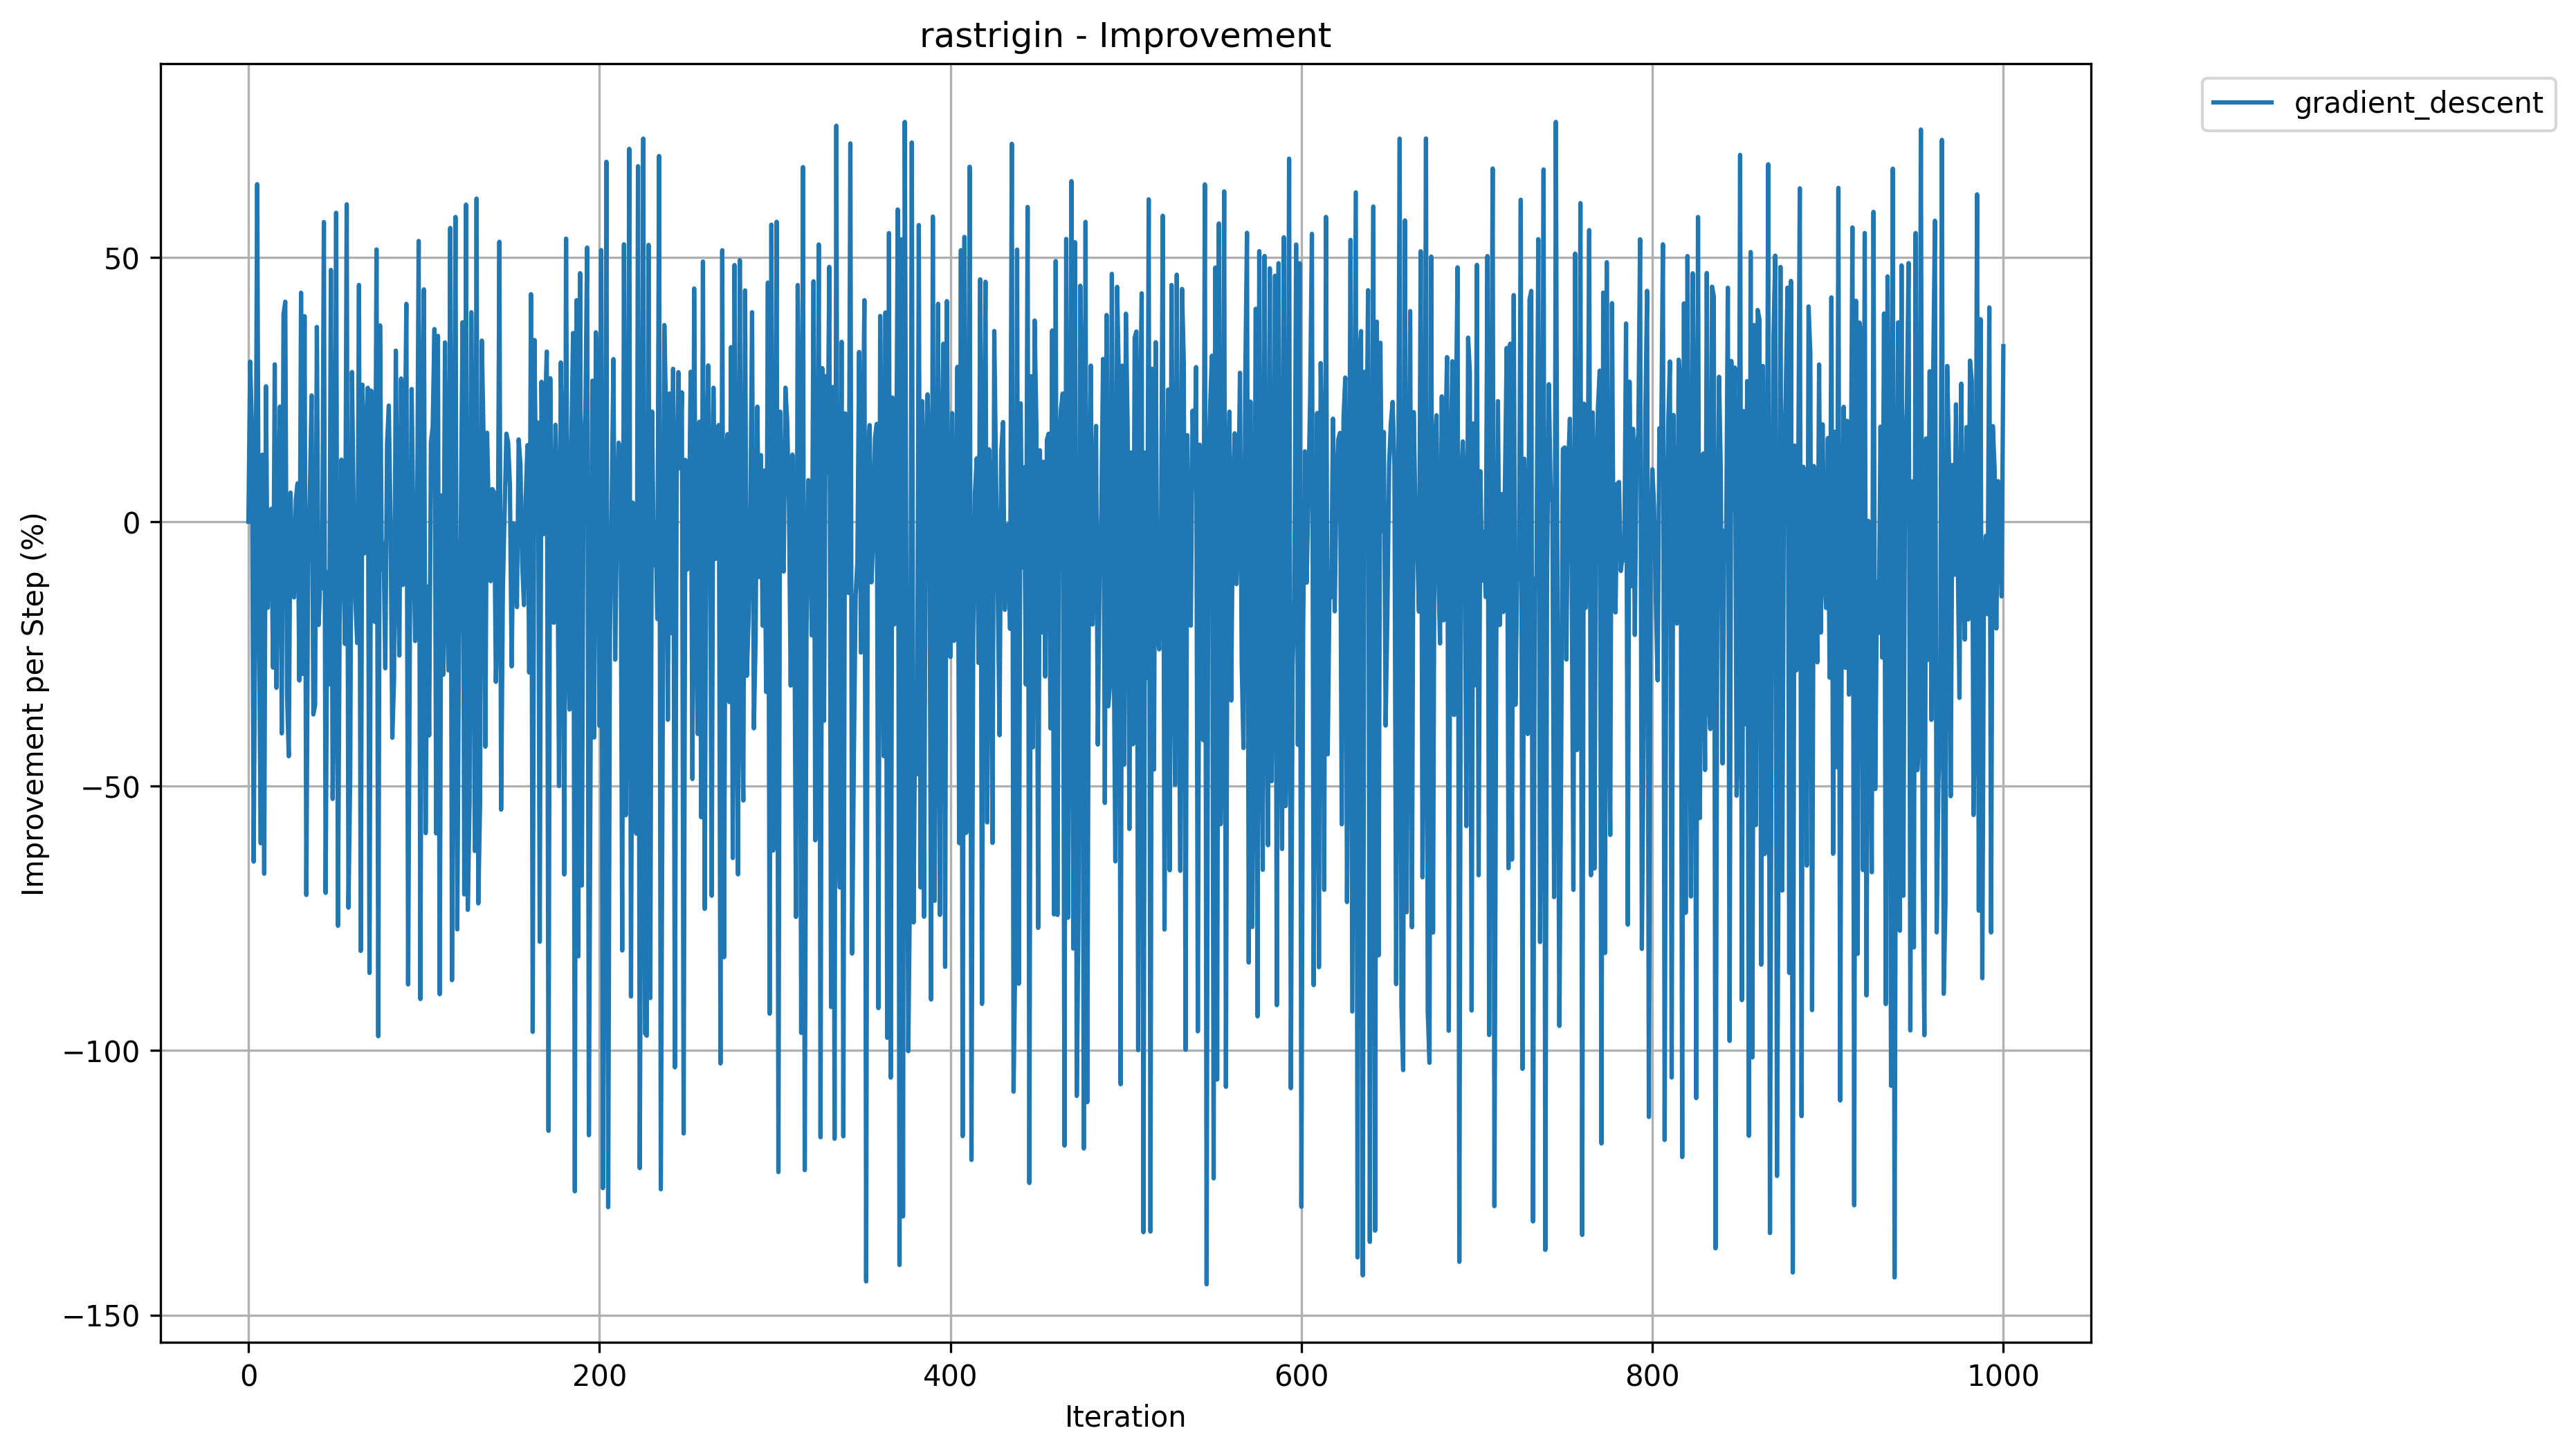 rastrigin - Improvement
gradient_descent
Improvement per Step (%)
50
0
−50
−100
−150
0 200 400 600 800 1000
Iteration